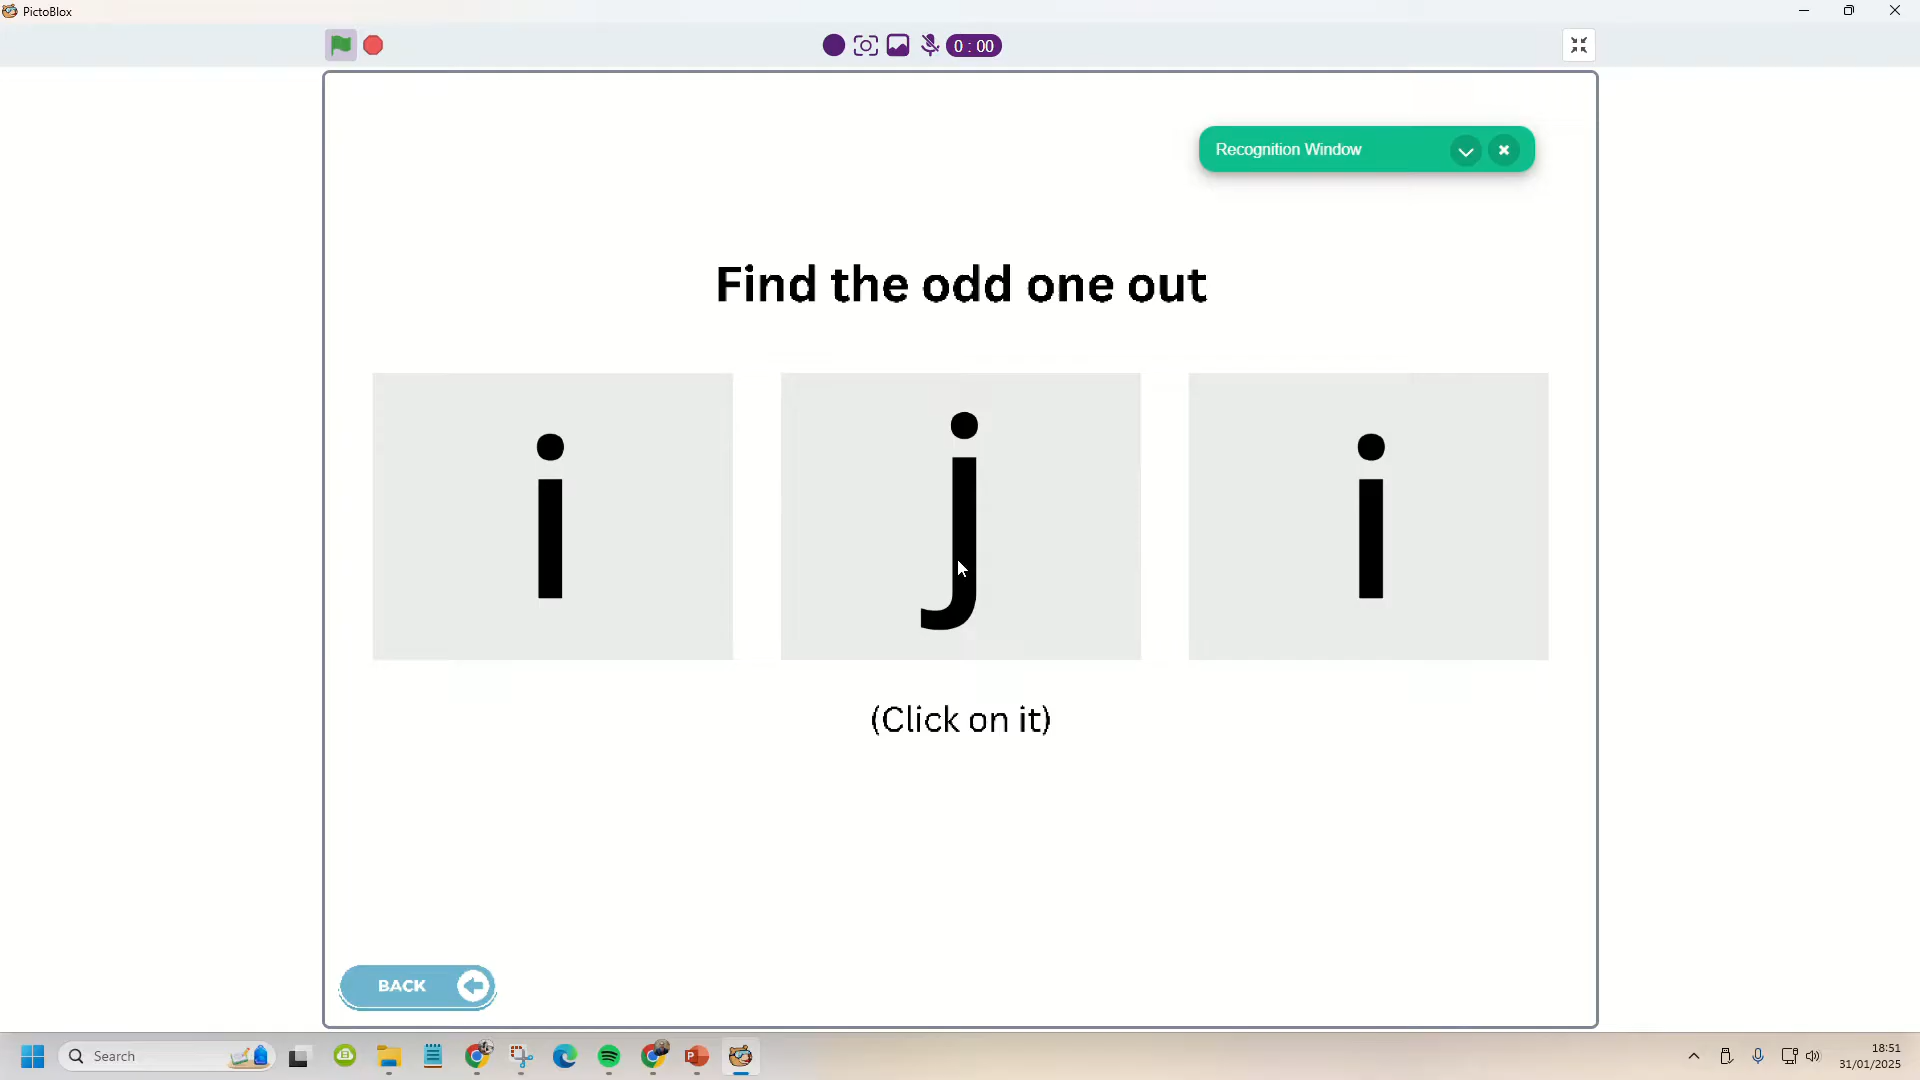 PictoBlox
0 : 00
Recognition Window
Find the odd one out
i j i
(Click on it)
BACK
Search
18:51
31/01/2025